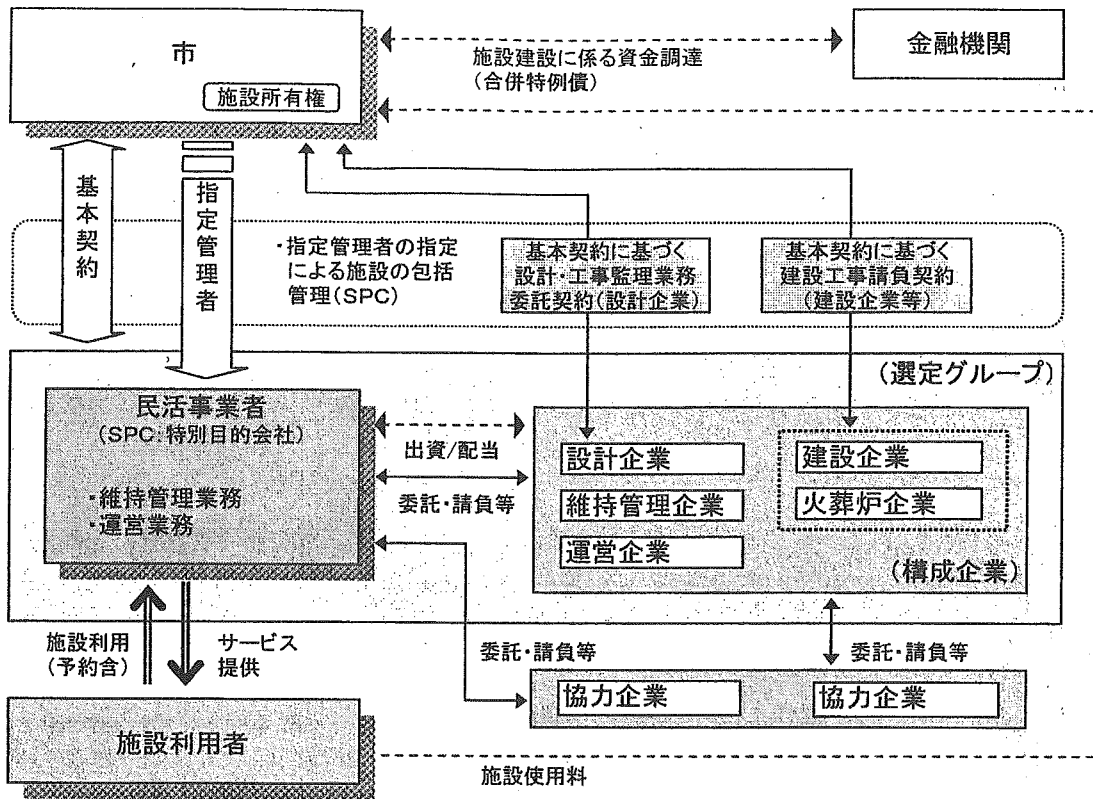 市
施設所有権
施設建設に係る資金調達
(合併特例債)
金融機関
基本契約
指定管理者
・指定管理者の指定
による施設の包括
管理(SPC)
基本契約に基づく
設計・工事監理業務
委託契約(設計企業)
基本契約に基づく
建設工事請負契約
(建設企業等)
(選定グループ)
民活事業者
(SPC:特別目的会社)
・維持管理業務
・運営業務
出資/配当
委託・請負等
設計企業
維持管理企業
運営企業
建設企業
火葬炉企業
(構成企業)
施設利用
(予約含)
サービス
提供
委託・請負等
委託・請負等
協力企業
協力企業
施設利用者
施設使用料